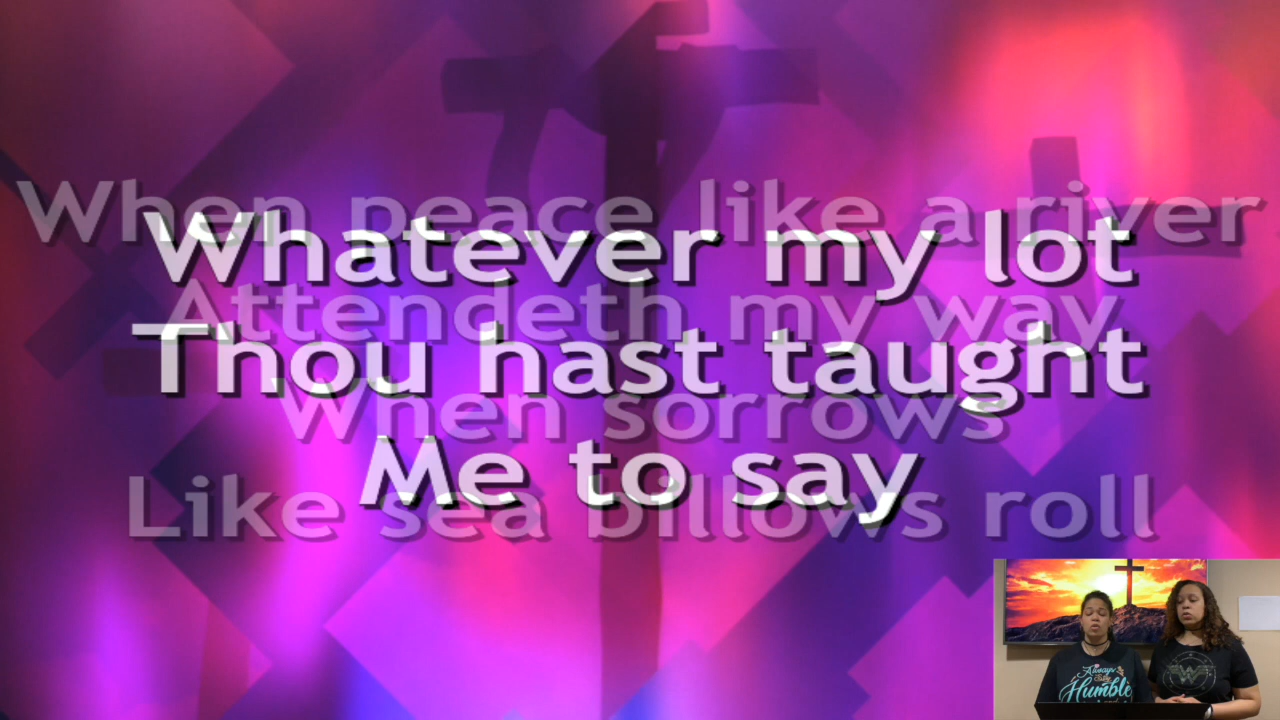 When peace like a river
Attendeth my way
When sorrows
Like sea billows roll
Whatever my lot
Thou hast taught
Me to say
Always
Stay
Humble